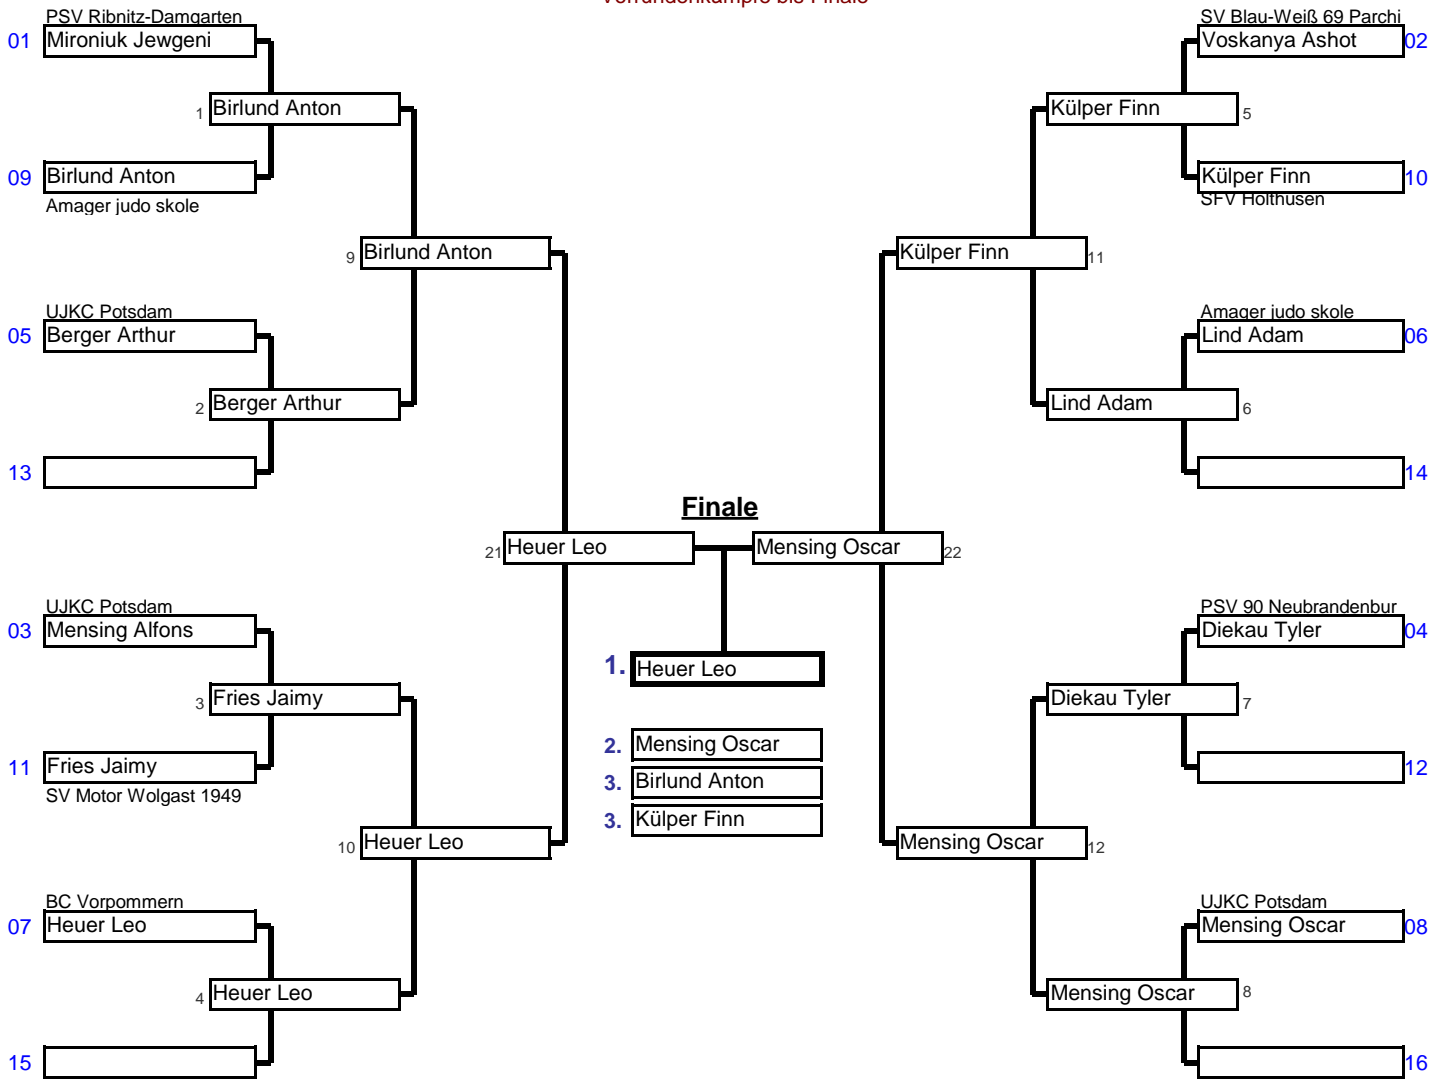 Vorrundenkämpfe bis Finale
PSV Ribnitz-Damgarten
01 Mironiuk Jewgeni
1 Birlund Anton
09 Birlund Anton
Amager judo skole
9 Birlund Anton
UJKC Potsdam
05 Berger Arthur
2 Berger Arthur
13
21 Heuer Leo
UJKC Potsdam
03 Mensing Alfons
3 Fries Jaimy
11 Fries Jaimy
SV Motor Wolgast 1949
10 Heuer Leo
BC Vorpommern
07 Heuer Leo
4 Heuer Leo
15
Finale
1. Heuer Leo
2. Mensing Oscar
3. Birlund Anton
3. Külper Finn
SV Blau-Weiß 69 Parchi
Voskanya Ashot 02
Külper Finn 5
Külper Finn 10
SFV Holthusen
Külper Finn 11
Amager judo skole
Lind Adam 06
Lind Adam 6
14
Mensing Oscar 22
PSV 90 Neubrandenbur
Diekau Tyler 04
Diekau Tyler 7
12
Mensing Oscar 12
UJKC Potsdam
Mensing Oscar 08
Mensing Oscar 8
16